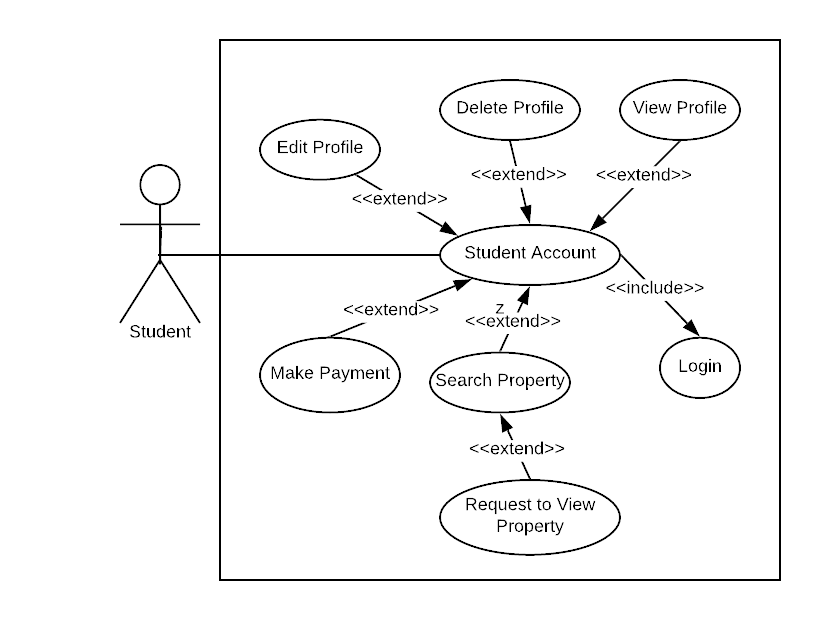 Delete Profile
View Profile
Edit Profile
<<extend>>
<<extend>>
<<extend>>
Student Account
<<include>>
<<extend>>
z
<<extend>>
Student
Make Payment
Search Property
Login
<<extend>>
Request to View
Property